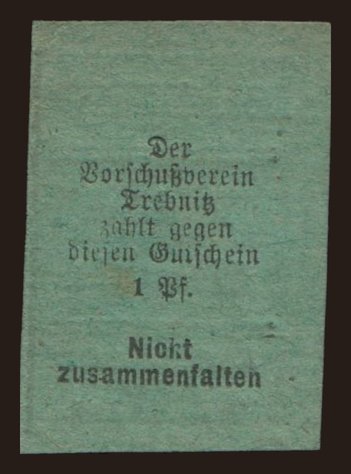 Der
Vorschußverein
Trebnitz
zahlt gegen
diesen Gutschein
1 Pf.
Nicht
zusammenfalten